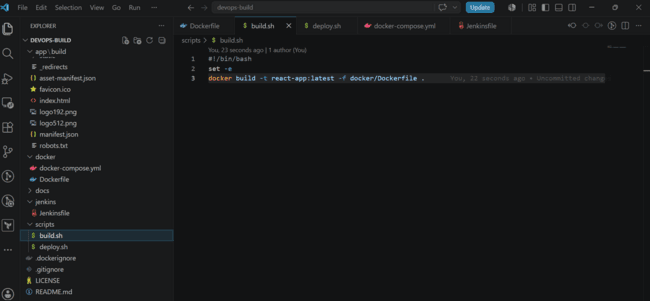 File Edit Selection View Go Run ···
devops-build
Update
EXPLORER ···
DEVOPS-BUILD
app \ build
_redirects
asset-manifest.json
favicon.ico
index.html
logo192.png
logo512.png
manifest.json
robots.txt
docker
docker-compose.yml
Dockerfile
docs
jenkins
Jenkinsfile
scripts
build.sh
deploy.sh
.dockerignore
.gitignore
LICENSE
README.md
Dockerfile build.sh deploy.sh docker-compose.yml Jenkinsfile
scripts > $ build.sh
You, 23 seconds ago | 1 author (You)
1 #!/bin/bash
2 set -e
3 docker build -t react-app:latest -f docker/Dockerfile . You, 22 seconds ago • Uncommitted chang